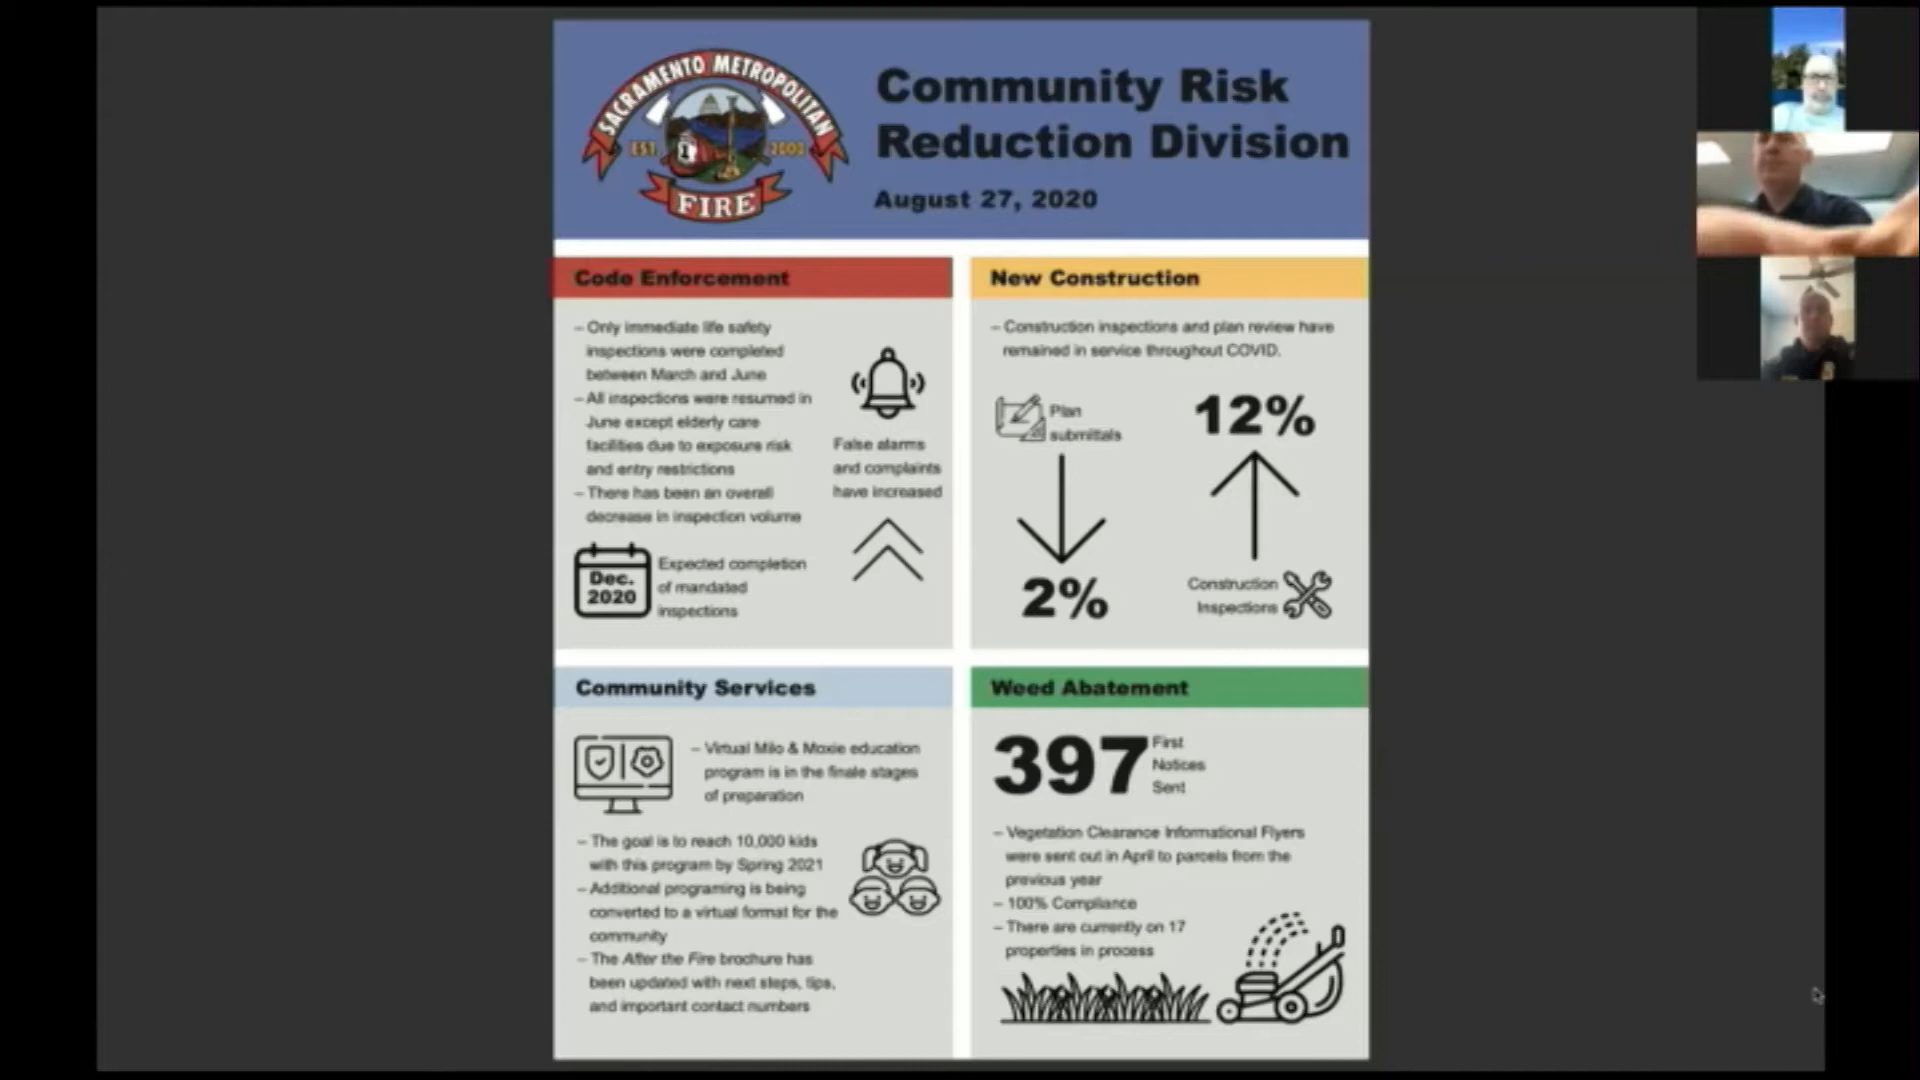 SACRAMENTO METROPOLITAN
EST. 2000
1
FIRE
Community Risk
Reduction Division
August 27, 2020
Code Enforcement
– Only immediate life safety
inspections were completed
between March and June
– All inspections were resumed in
June except elderly care
facilities due to exposure risk
and entry restrictions
– There has been an overall
decrease in inspection volume
False alarms
and complaints
have increased
Dec.
2020
Expected completion
of mandated
inspections
New Construction
– Construction inspections and plan review have
remained in service throughout COVID.
Plan
submittals
2%
12%
Construction
Inspections
Community Services
– Virtual Milo & Moxie education
program is in the finale stages
of preparation
– The goal is to reach 10,000 kids
with this program by Spring 2021
– Additional programing is being
converted to a virtual format for the
community
– The After the Fire brochure has
been updated with next steps, tips,
and important contact numbers
Weed Abatement
397
First
Notices
Sent
– Vegetation Clearance Informational Flyers
were sent out in April to parcels from the
previous year
– 100% Compliance
– There are currently on 17
properties in process